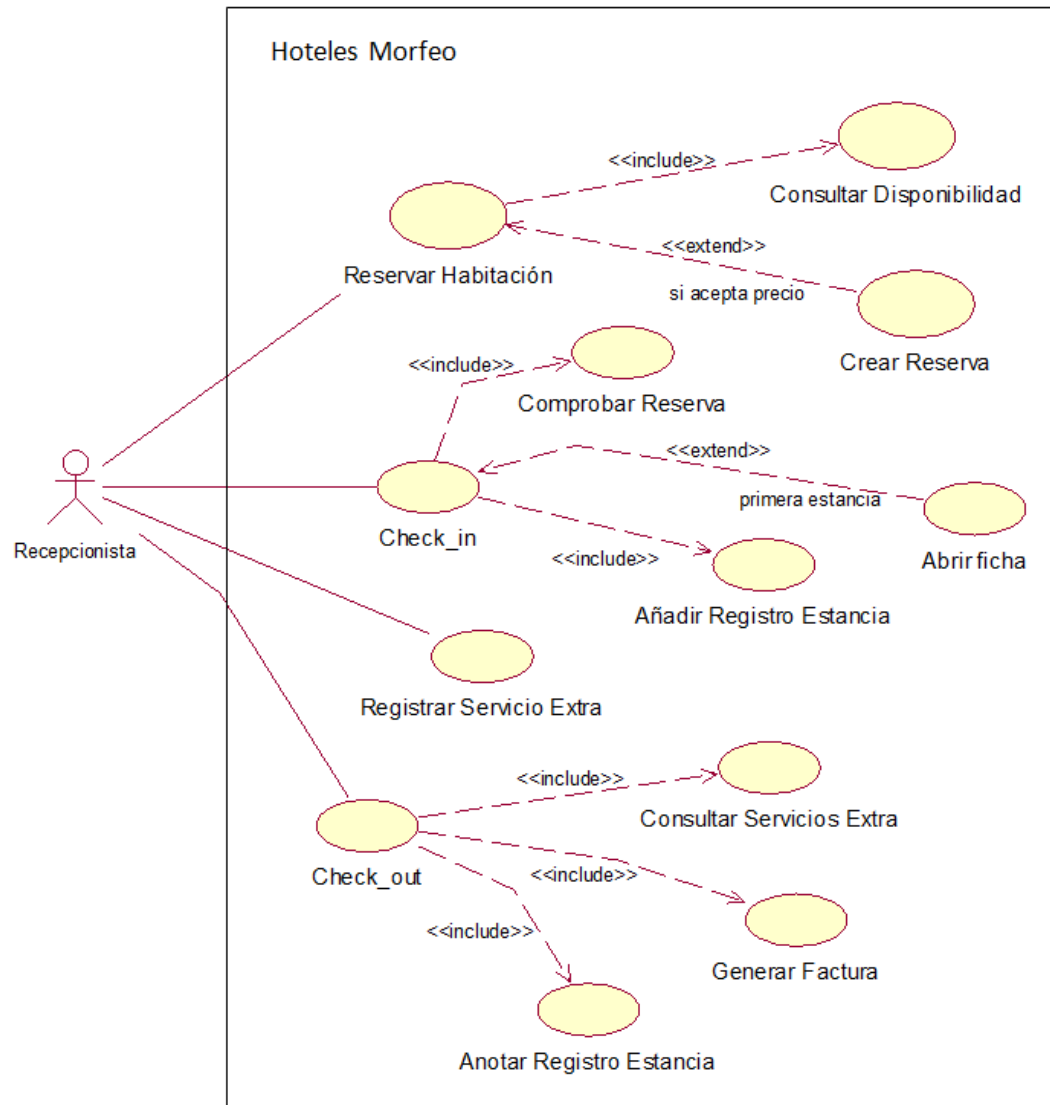 Hoteles Morfeo
<<include>>
Consultar Disponibilidad
<<extend>>
Reservar Habitación
si acepta precio
Crear Reserva
<<include>>
Comprobar Reserva
<<extend>>
primera estancia
Check_in
Recepcionista
<<include>>
Abrir ficha
Añadir Registro Estancia
Registrar Servicio Extra
<<include>>
Consultar Servicios Extra
Check_out
<<include>>
<<include>>
Generar Factura
Anotar Registro Estancia